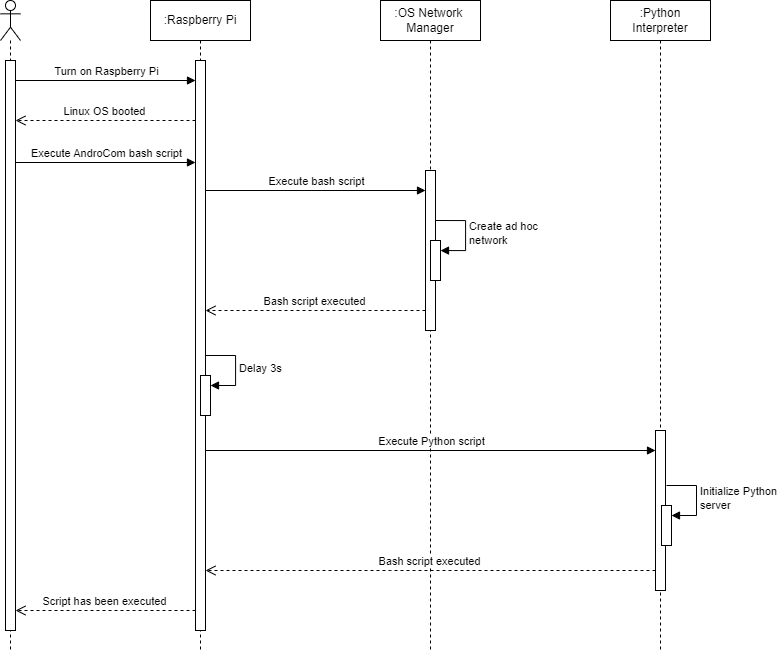 :Raspberry Pi
:OS Network
Manager
:Python
Interpreter
Turn on Raspberry Pi
Linux OS booted
Execute AndroCom bash script
Execute bash script
Create ad hoc
network
Bash script executed
Delay 3s
Execute Python script
Initialize Python
server
Bash script executed
Script has been executed